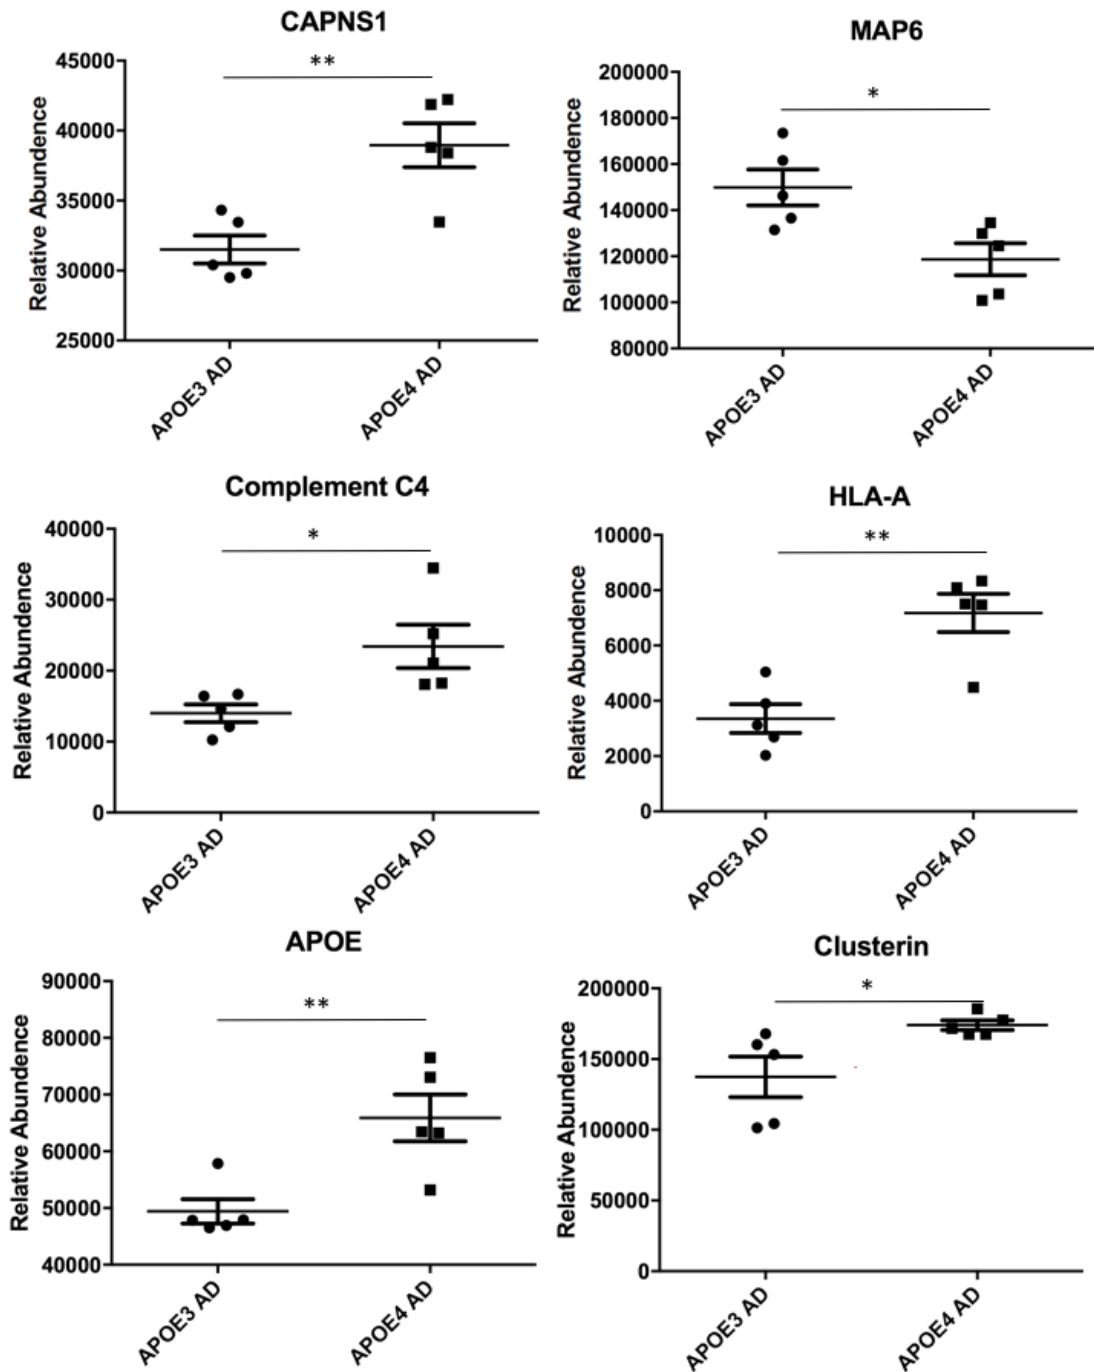 CAPNS1
**
Relative Abundence
45000
40000
35000
30000
25000
APOE3 AD
APOE4 AD
MAP6
*
Relative Abundence
200000
180000
160000
140000
120000
100000
80000
APOE3 AD
APOE4 AD
Complement C4
*
Relative Abundence
40000
30000
20000
10000
0
APOE3 AD
APOE4 AD
HLA-A
**
Relative Abundence
10000
8000
6000
4000
2000
0
APOE3 AD
APOE4 AD
APOE
**
Relative Abundence
90000
80000
70000
60000
50000
40000
APOE3 AD
APOE4 AD
Clusterin
*
Relative Abundence
200000
150000
100000
50000
0
APOE3 AD
APOE4 AD